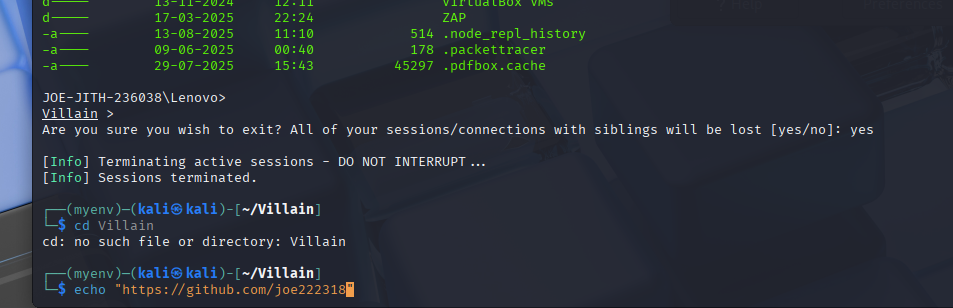 d---- 13-11-2024 12:11 VirtualBox VMs
d---- 17-03-2025 22:24 ZAP
-a---- 13-08-2025 11:10 514 .node_repl_history
-a---- 09-06-2025 00:40 178 .packettracer
-a---- 29-07-2025 15:43 45297 .pdfbox.cache
JOE-JITH-236038\Lenovo>
Villain >
Are you sure you wish to exit? All of your sessions/connections with siblings will be lost [yes/no]: yes
[Info] Terminating active sessions - DO NOT INTERRUPT...
[Info] Sessions terminated.
┌──(myenv)─(kali㉿kali)-[~/Villain]
└─$ cd Villain
cd: no such file or directory: Villain
┌──(myenv)─(kali㉿kali)-[~/Villain]
└─$ echo "https://github.com/joe222318"